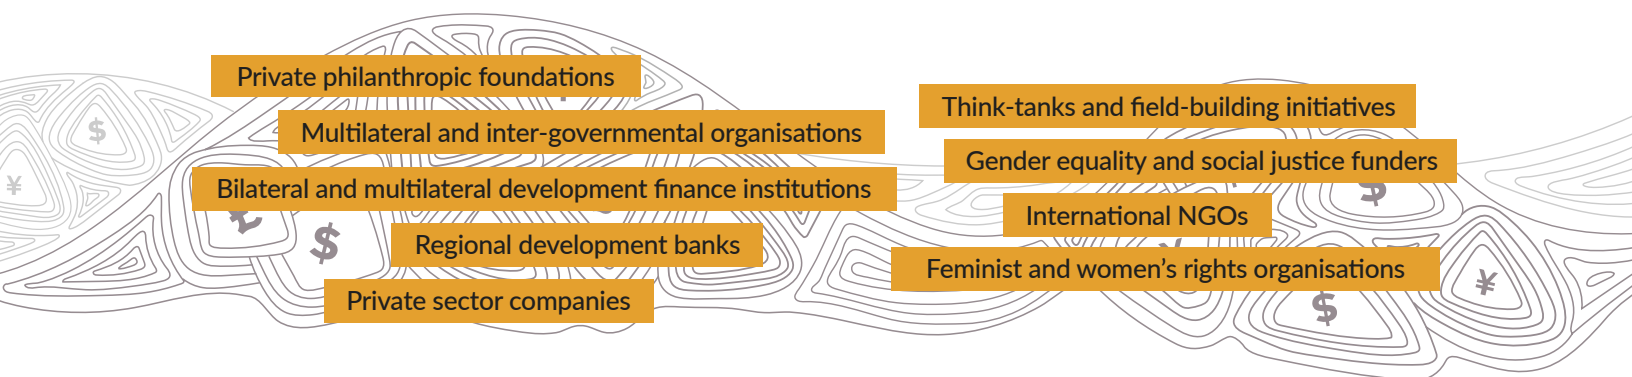 Private philanthropic foundations
Multilateral and inter-governmental organisations
Bilateral and multilateral development finance institutions
Regional development banks
Private sector companies
Think-tanks and field-building initiatives
Gender equality and social justice funders
International NGOs
Feminist and women’s rights organisations
$
¥
£
$
$
¥
$